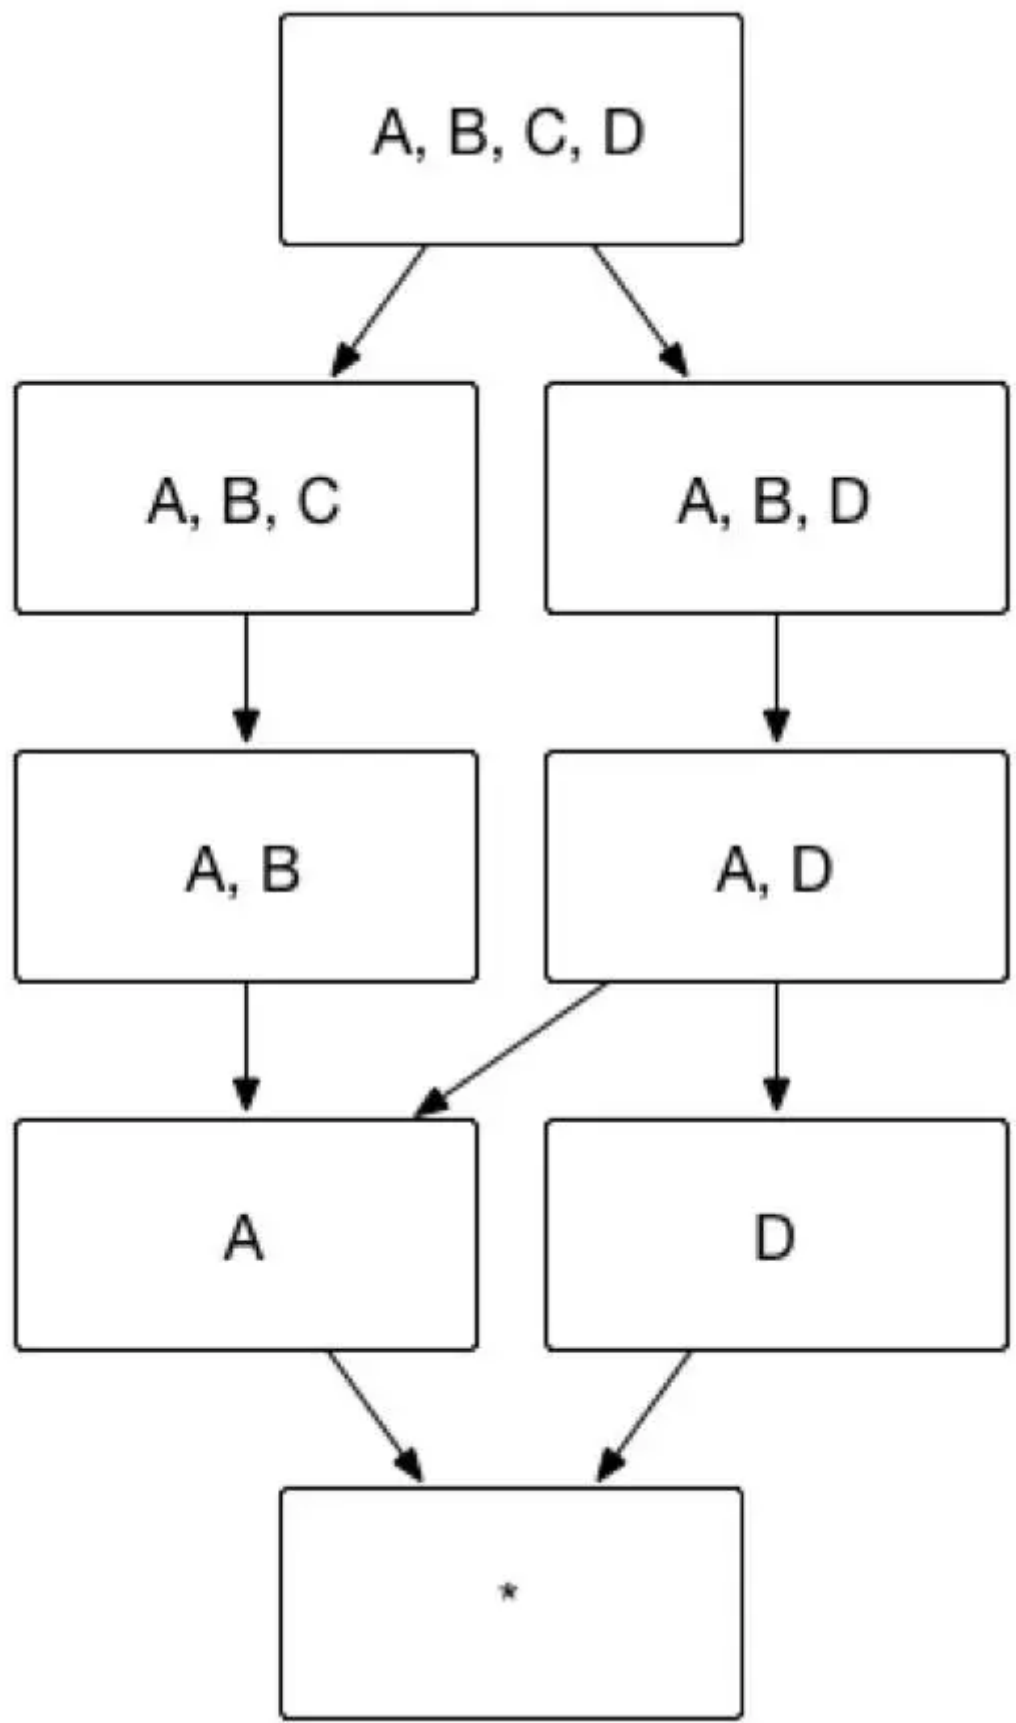 A, B, C, D
A, B, C
A, B, D
A, B
A, D
A
D
*